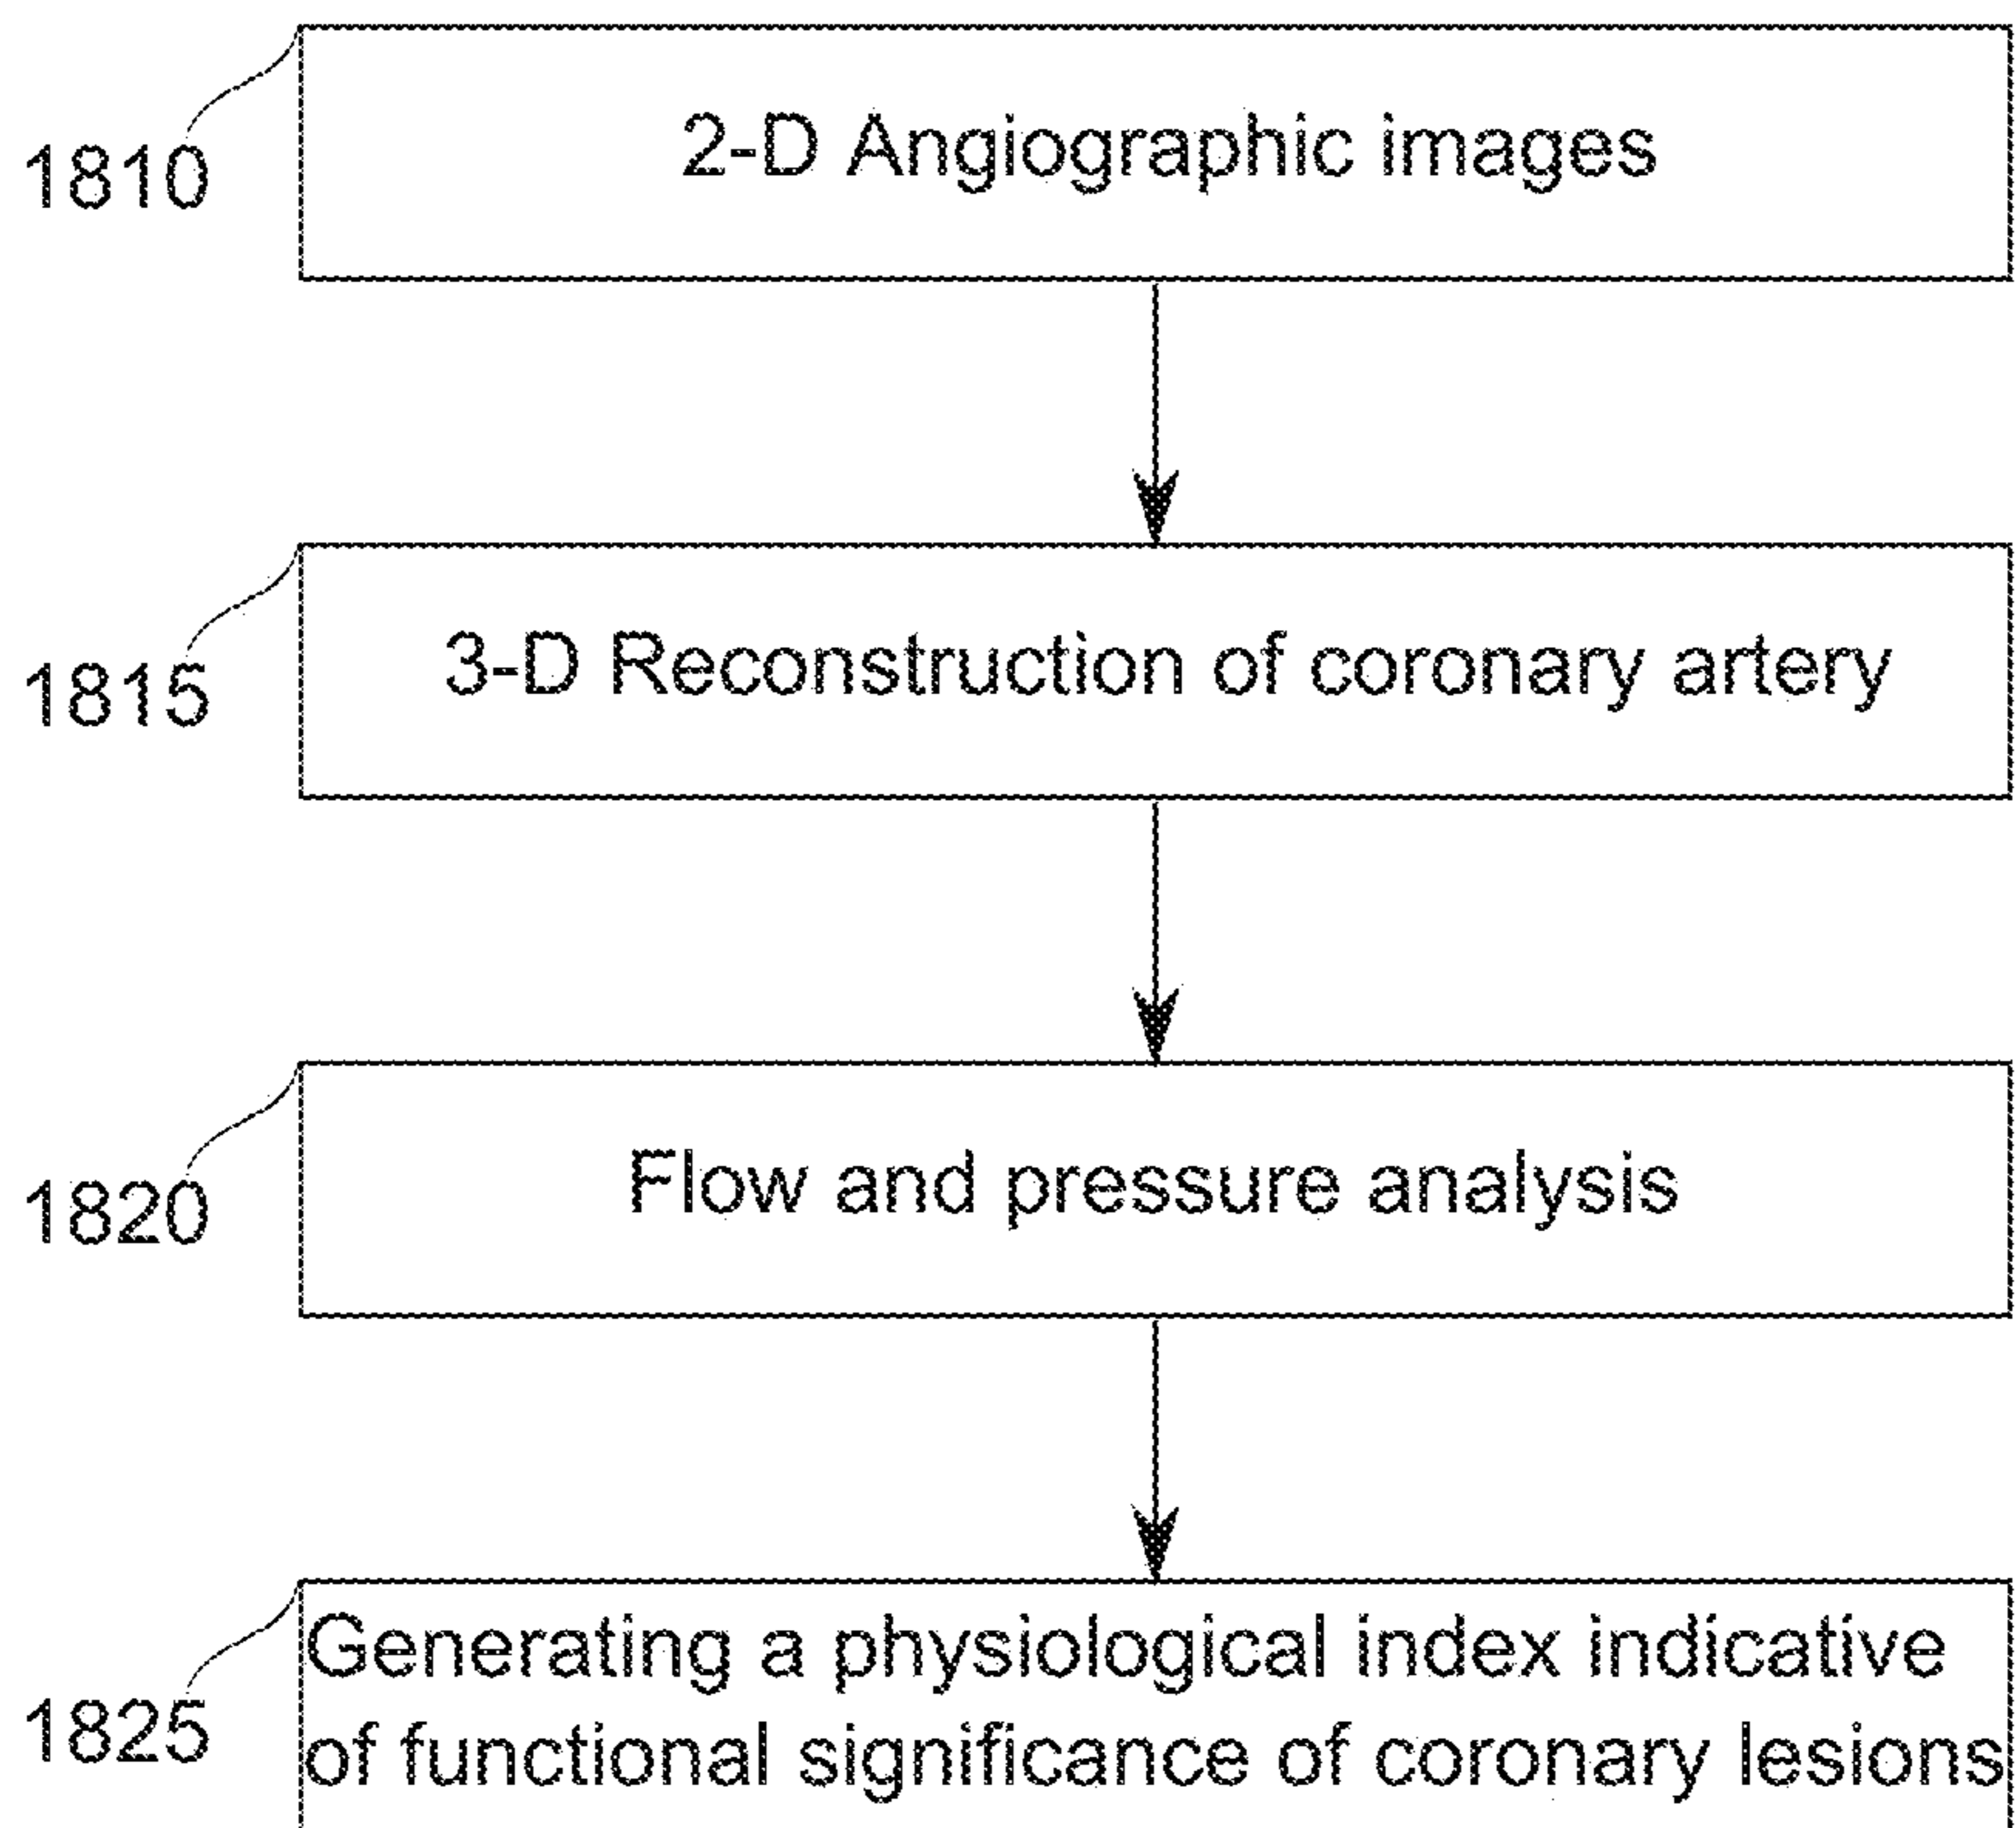 1810
2-D Angiographic images
1815
3-D Reconstruction of coronary artery
1820
Flow and pressure analysis
1825
Generating a physiological index indicative
of functional significance of coronary lesions